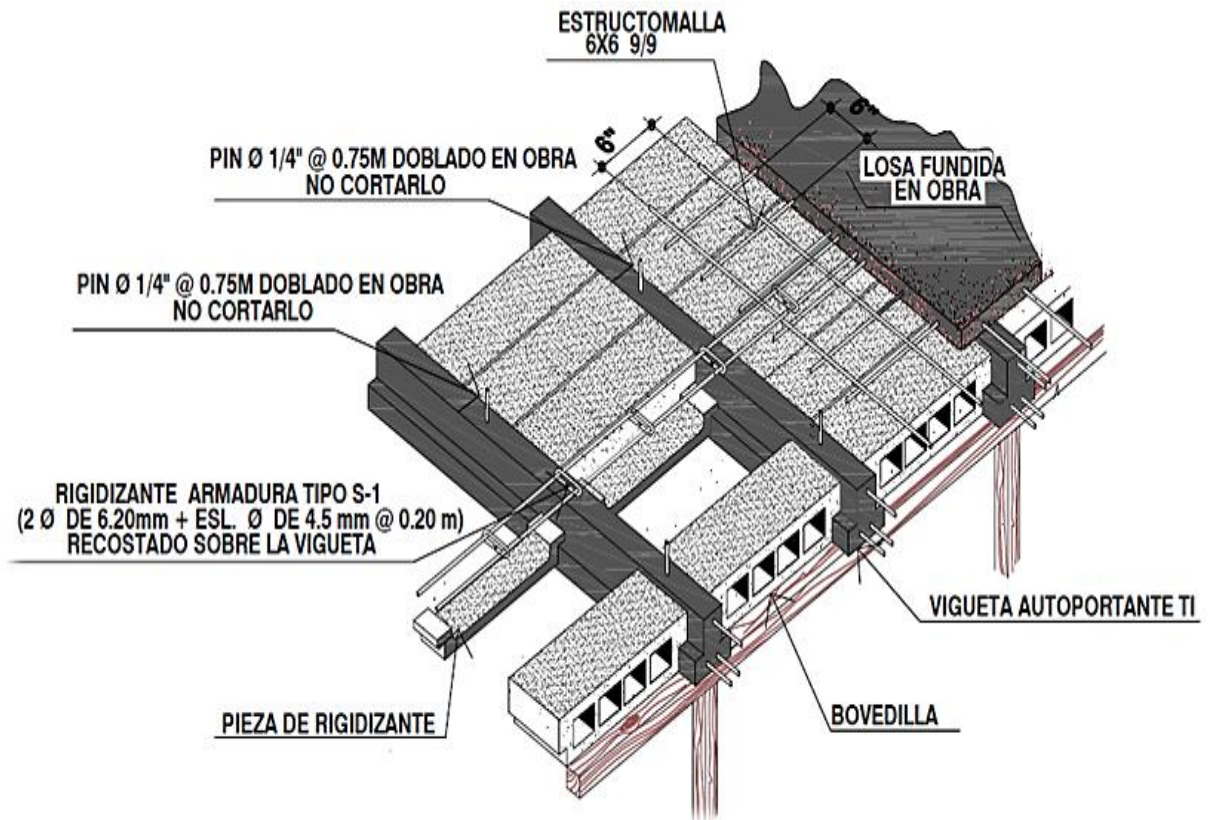 ESTRUCTOMALLA
6X6 9/9
6"
6"
PIN Ø 1/4" @ 0.75M DOBLADO EN OBRA
NO CORTARLO
LOSA FUNDIDA
EN OBRA
PIN Ø 1/4" @ 0.75M DOBLADO EN OBRA
NO CORTARLO
RIGIDIZANTE ARMADURA TIPO S-1
(2 Ø DE 6.20mm + ESL. Ø DE 4.5 mm @ 0.20 m)
RECOSTADO SOBRE LA VIGUETA
VIGUETA AUTOPORTANTE TI
PIEZA DE RIGIDIZANTE
BOVEDILLA